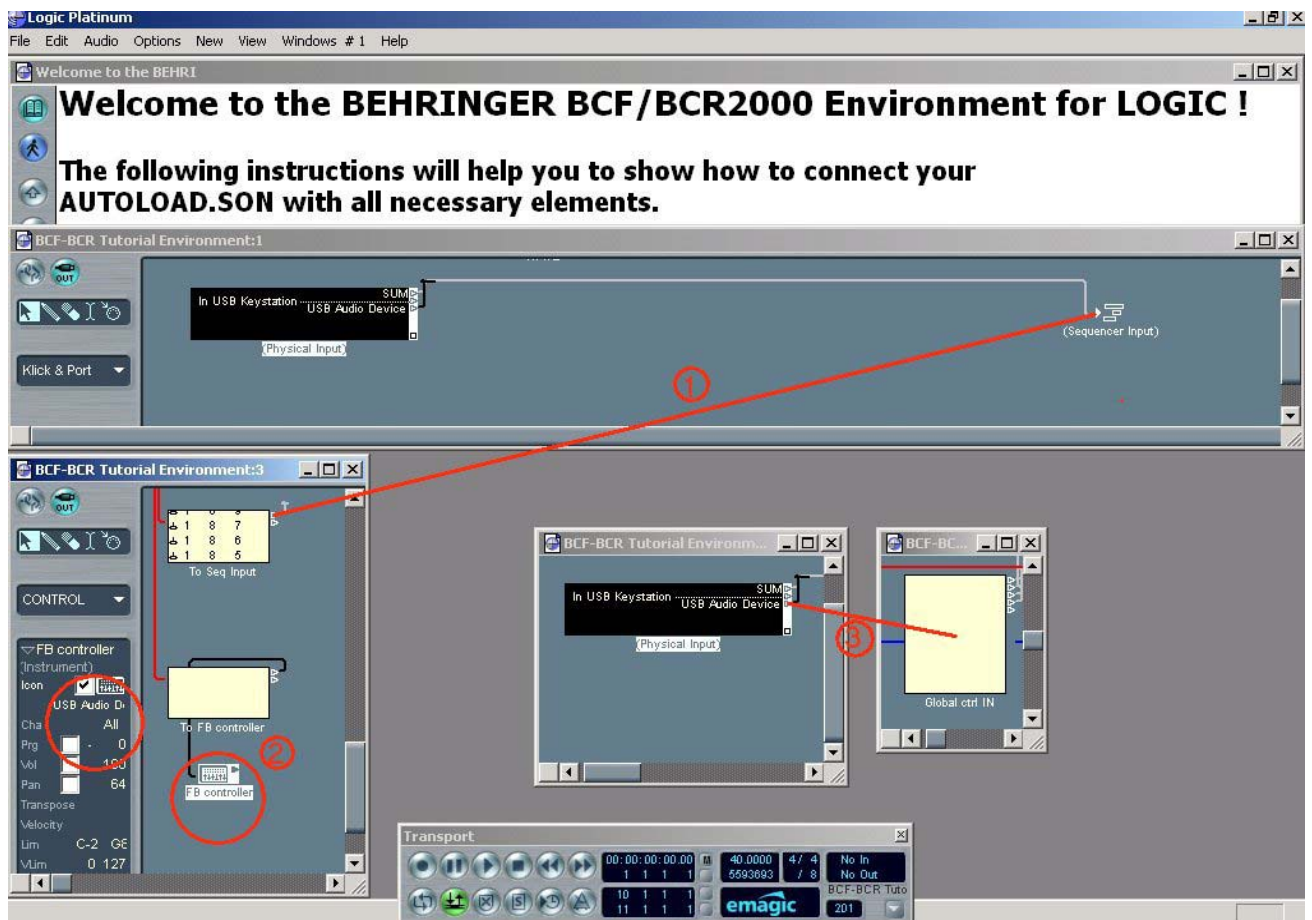 Logic Platinum
File Edit Audio Options New View Windows # 1 Help
Welcome to the BEHRI
Welcome to the BEHRINGER BCF/BCR2000 Environment for LOGIC !
The following instructions will help you to show how to connect your
AUTOLOAD.SON with all necessary elements.
BCF-BCR Tutorial Environment:1
OUT
SUM
In USB Keystation
USB Audio Device
(Physical Input)
(Sequencer Input)
Klick & Port
1
BCF-BCR Tutorial Environment:3
OUT
1 8 7
1 8 6
1 8 5
To Seq Input
CONTROL
FB controller
(Instrument)
Icon
USB Audio D
Cha All
Prg - 0
Vol 100
Pan 64
Transpose
Velocity
Lim C-2 G8
VLim 0 127
To FB controller
2
FB controller
BCF-BCR Tutorial Environm...
SUM
In USB Keystation
USB Audio Device
(Physical Input)
3
BCF-BC...
Global ctrl IN
Transport
00:00:00:00.00 M 40.0000 4/ 4 No In
1 1 1 1 5593693 / 8 No Out
BCF-BCR Tuto
10 1 1 1
11 1 1 1
emagic
201